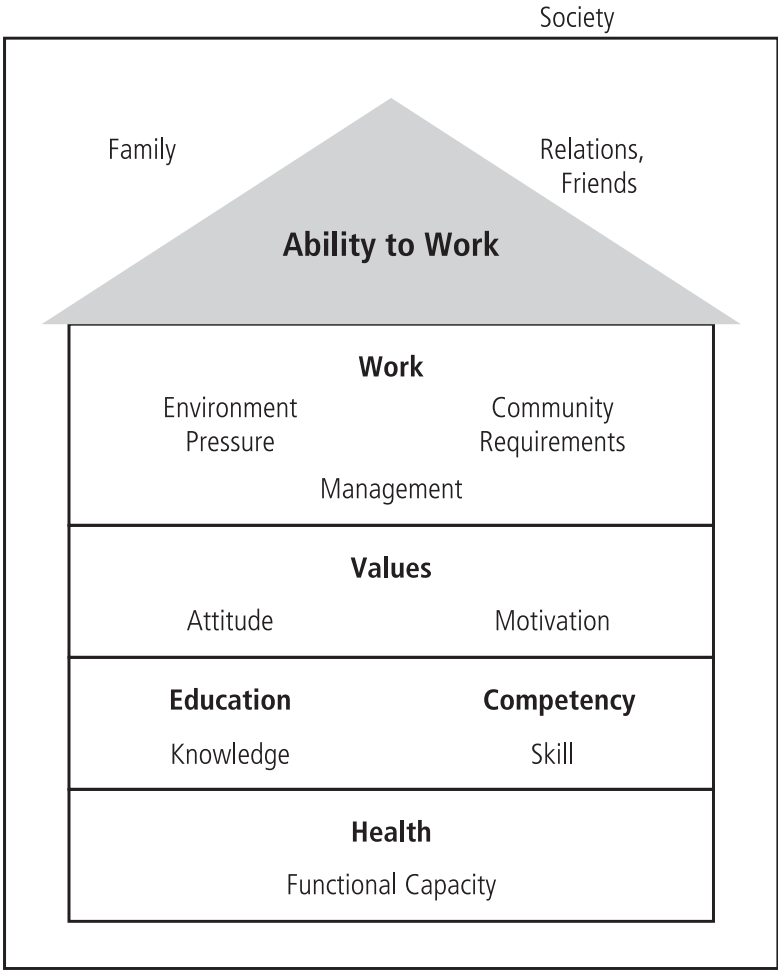 Society
Family
Relations,
Friends
Ability to Work
Work
Environment
Pressure
Community
Requirements
Management
Values
Attitude
Motivation
Education
Competency
Knowledge
Skill
Health
Functional Capacity